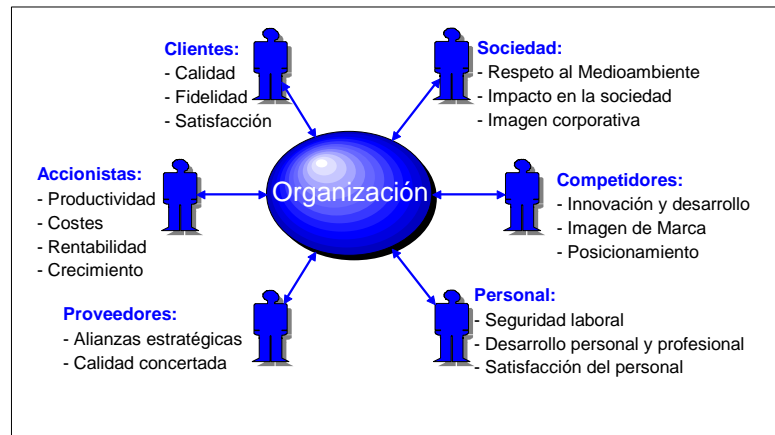 Clientes:
- Calidad
- Fidelidad
- Satisfacción
Sociedad:
- Respeto al Medioambiente
- Impacto en la sociedad
- Imagen corporativa
Accionistas:
- Productividad
- Costes
- Rentabilidad
- Crecimiento
Organización
Competidores:
- Innovación y desarrollo
- Imagen de Marca
- Posicionamiento
Proveedores:
- Alianzas estratégicas
- Calidad concertada
Personal:
- Seguridad laboral
- Desarrollo personal y profesional
- Satisfacción del personal